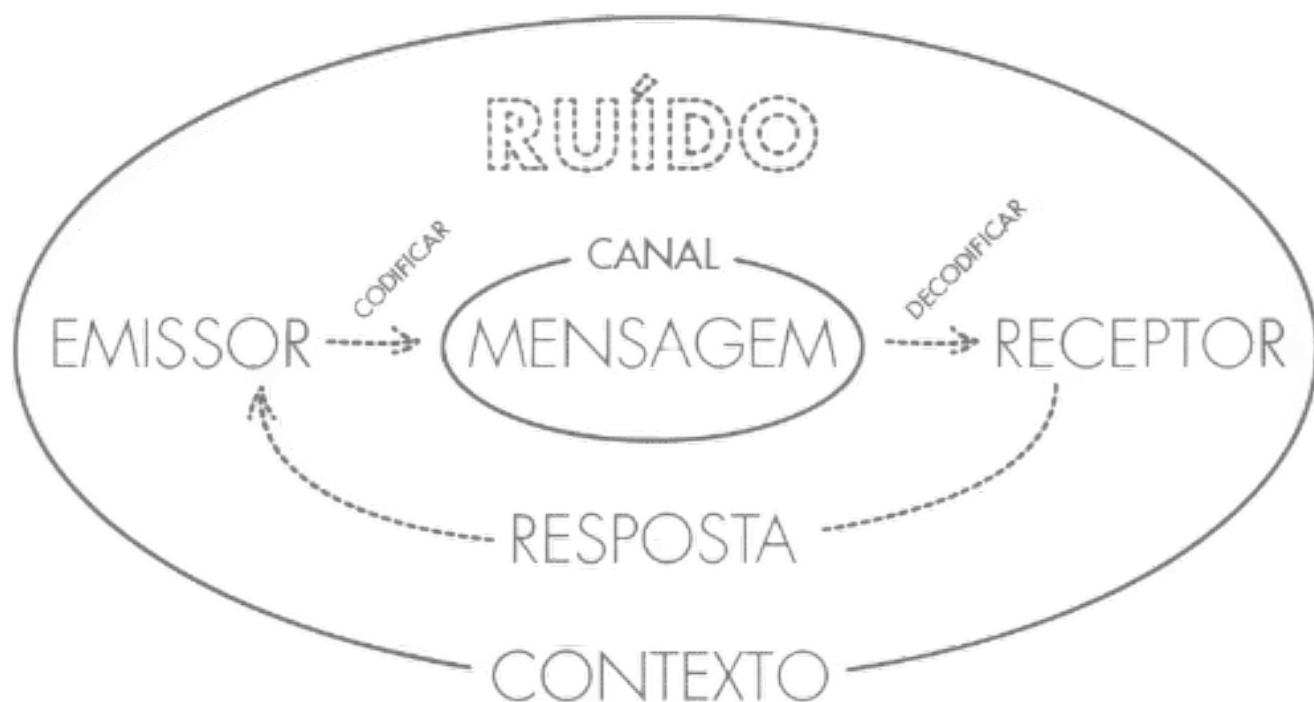 RUÍDO
CODIFICAR
CANAL
DECODIFICAR
EMISSOR
MENSAGEM
RECEPTOR
RESPOSTA
CONTEXTO